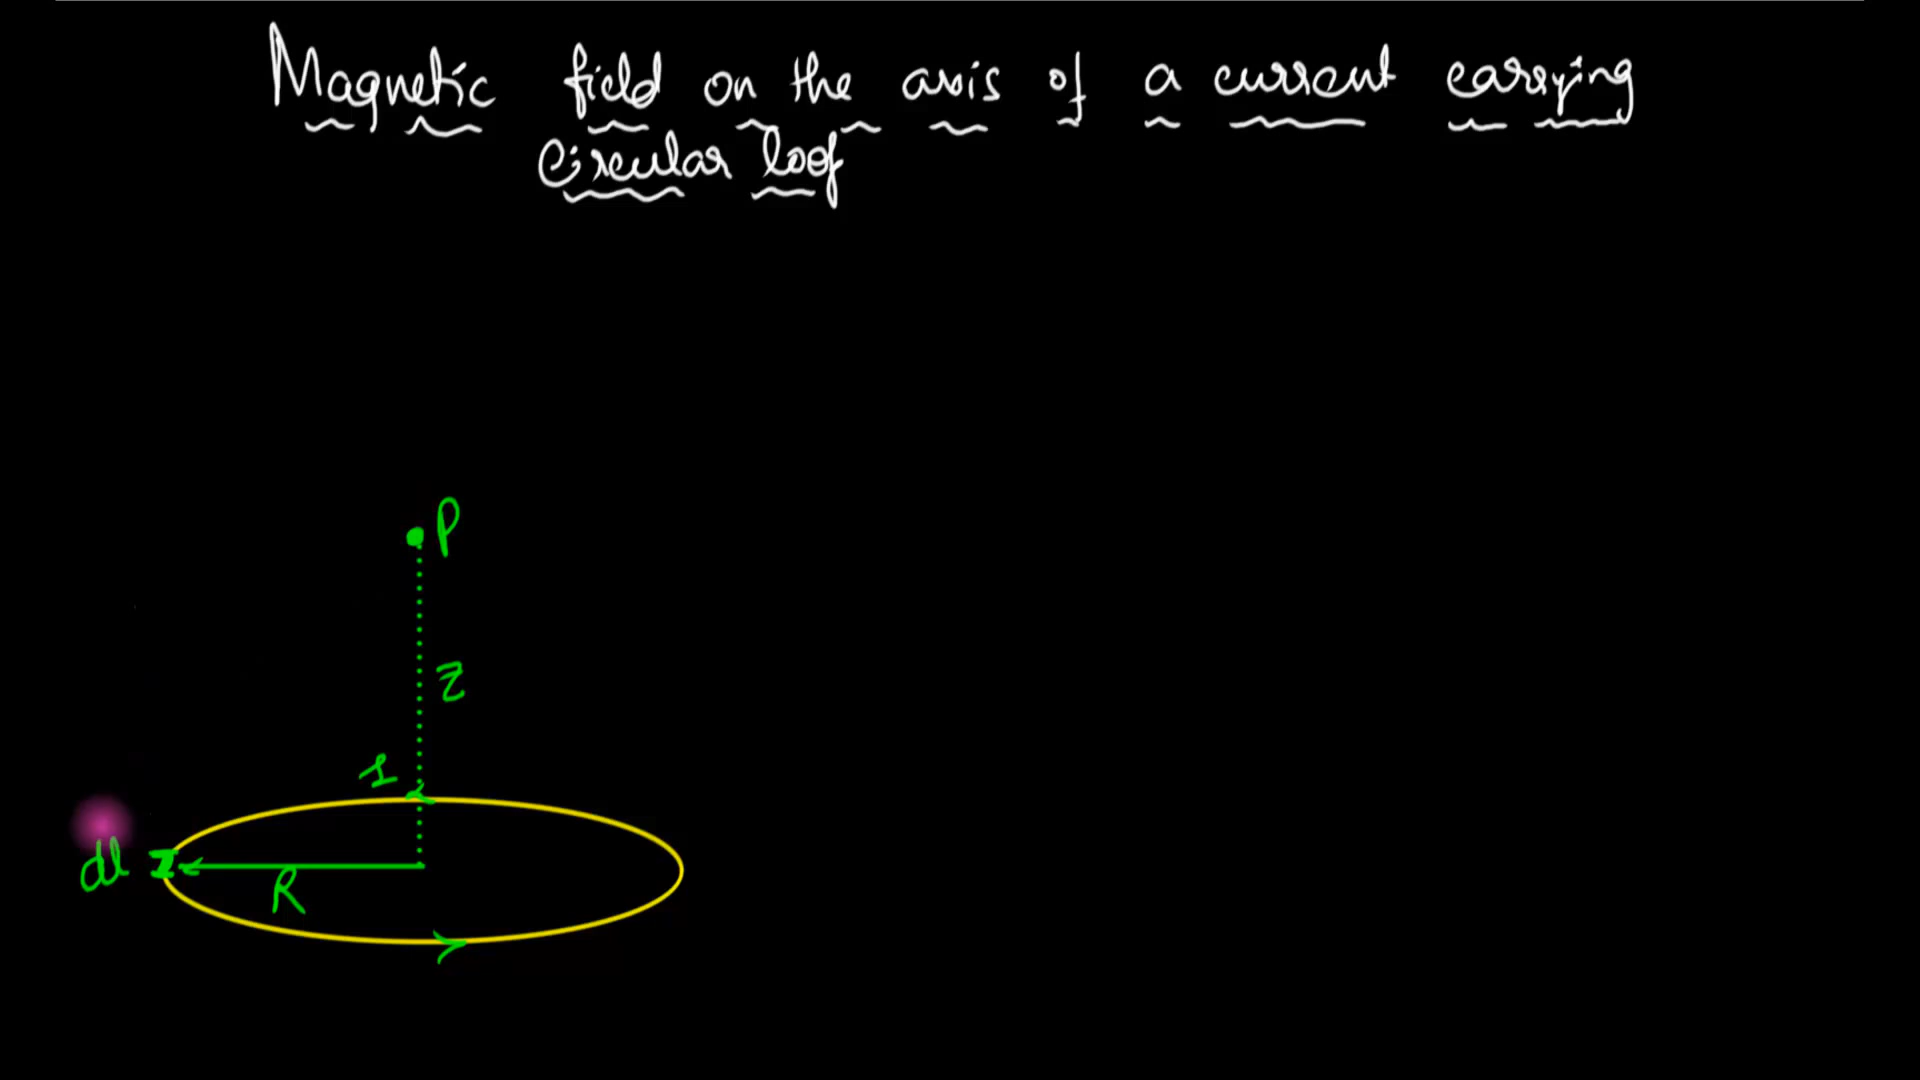 Magnetic field on the axis of a current carrying
Circular loop
P
z
I
dl
R